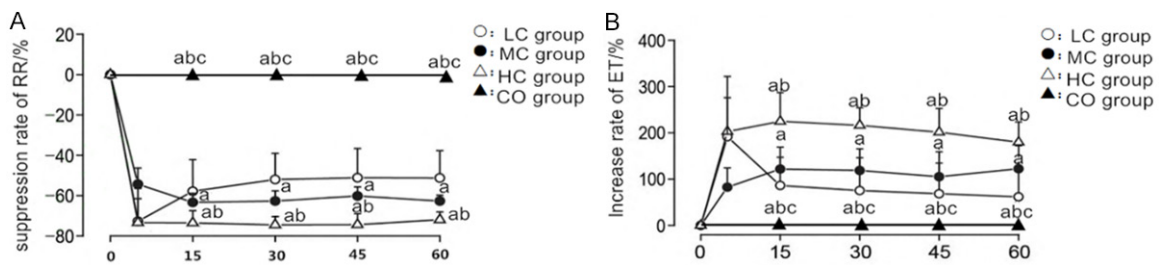 A
suppression rate of RR/%
20
0
−20
−40
−60
−80
abc
abc
abc
abc
a
a
a
a
ab
ab
ab
ab
0
15
30
45
60
○: LC group
●: MC group
△: HC group
▲: CO group
B
Increase rate of ET/%
400
300
200
100
0
ab
ab
ab
ab
a
a
a
a
abc
abc
abc
abc
0
15
30
45
60
○: LC group
●: MC group
△: HC group
▲: CO group